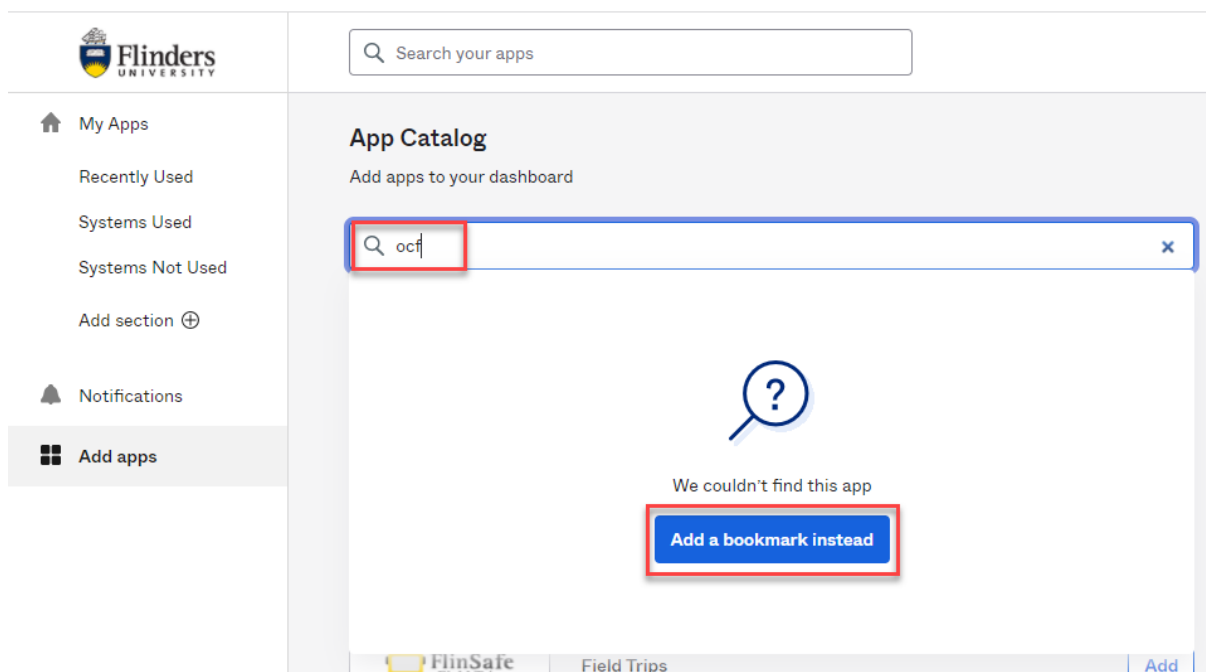 Flinders
UNIVERSITY
Search your apps
My Apps
Recently Used
Systems Used
Systems Not Used
Add section
Notifications
Add apps
App Catalog
Add apps to your dashboard
ocf
?
We couldn't find this app
Add a bookmark instead
FlinSafe
Field Trips
Add